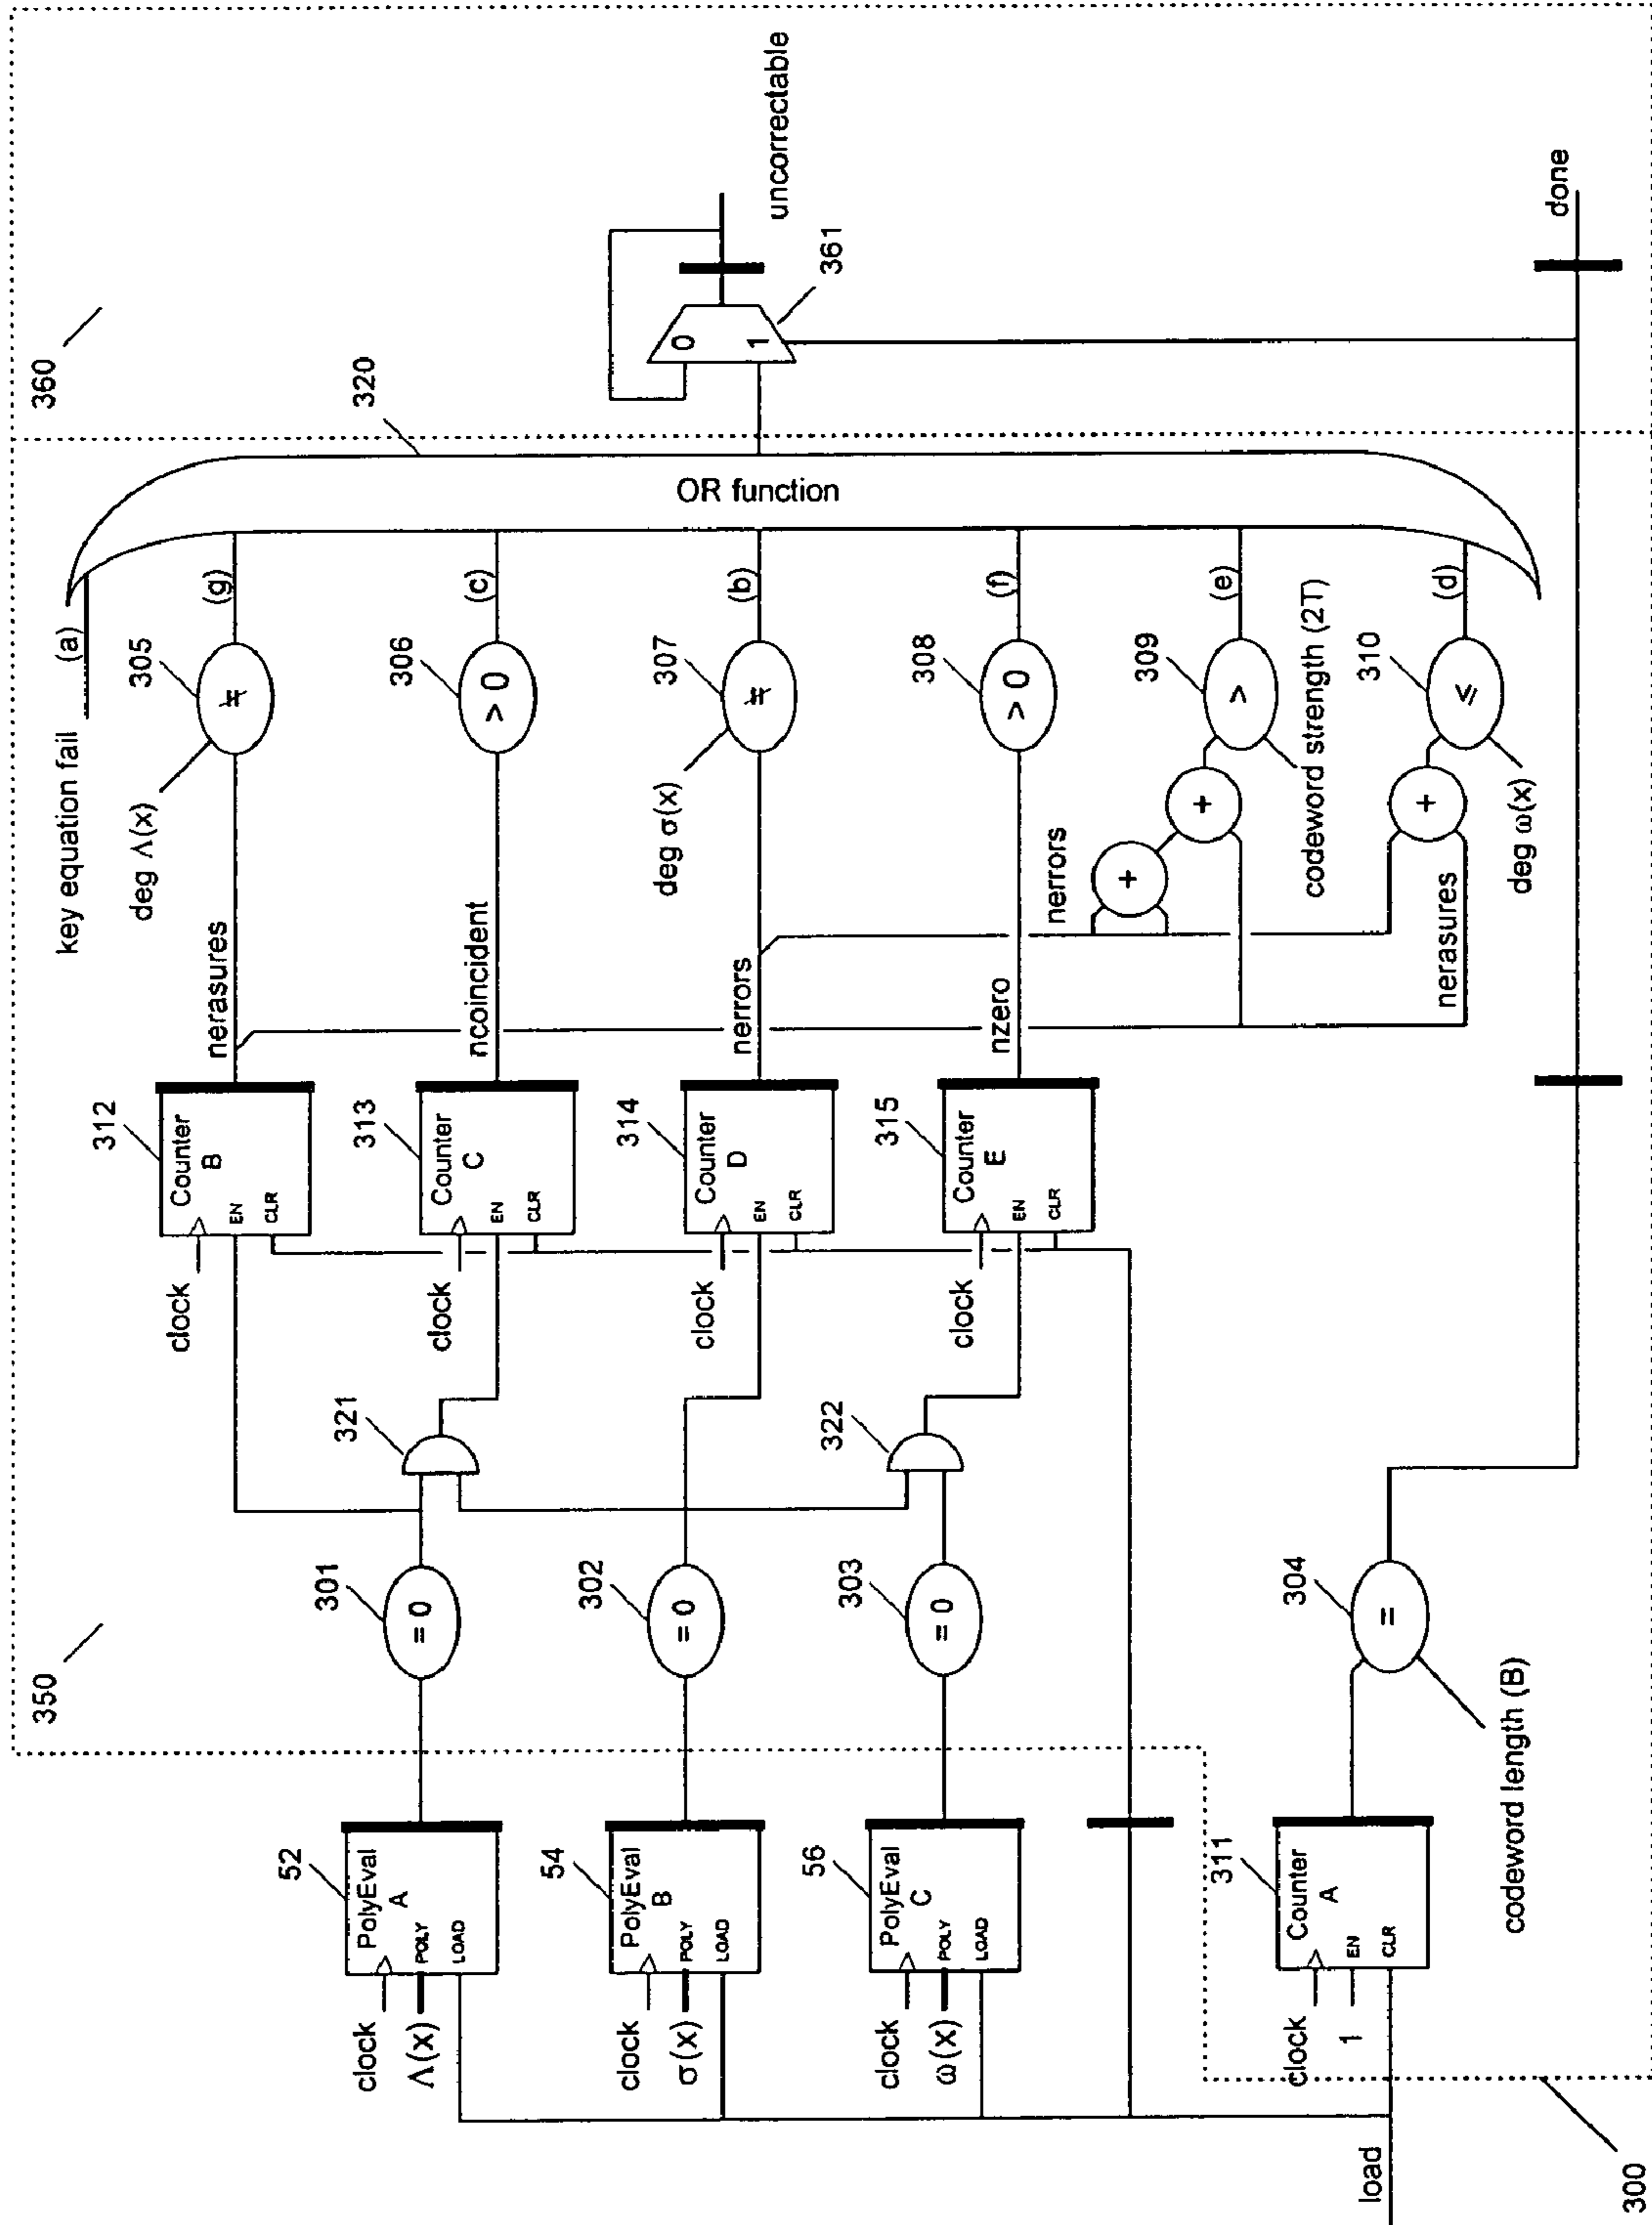 360
350
320
key equation fail
(a)
deg Λ(x)
305
≠
(g)
312
Counter
B
EN
CLR
clock
nerasures
52
PolyEval
A
POLY
LOAD
clock
Λ(x)
301
= 0
321
313
Counter
C
EN
CLR
clock
ncoincident
306
> 0
(c)
OR function
0
1
361
uncorrectable
54
PolyEval
B
POLY
LOAD
clock
σ(x)
302
= 0
314
Counter
D
EN
CLR
clock
nerrors
deg σ(x)
307
≠
(b)
56
PolyEval
C
POLY
LOAD
clock
ω(x)
303
= 0
322
315
Counter
E
EN
CLR
clock
nzero
308
> 0
(f)
nerrors
+
+
309
>
(e)
codeword strength (2T)
nerasures
+
310
≤
(d)
deg ω(x)
311
Counter
A
EN
CLR
clock
1
load
304
=
codeword length (B)
done
300